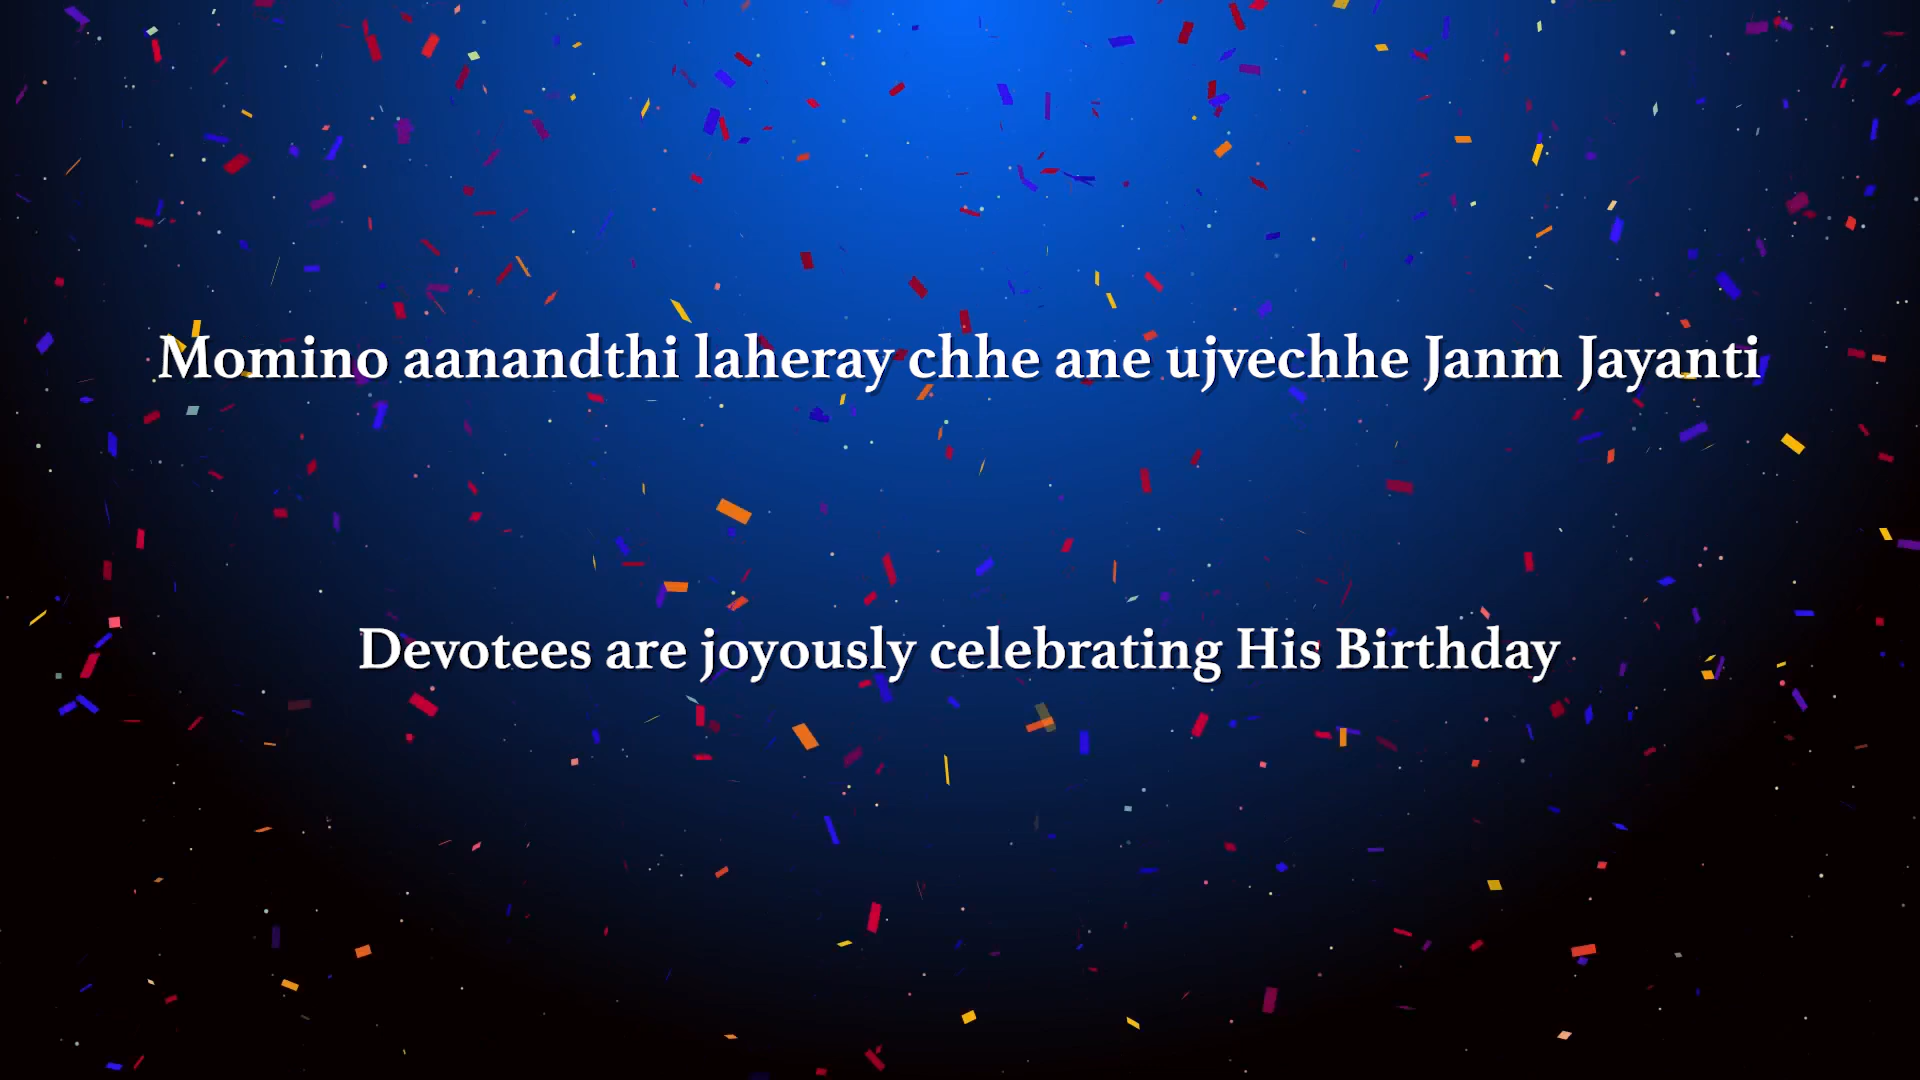 Momino aanandthi laheray chhe ane ujvechhe Janm Jayanti
Devotees are joyously celebrating His Birthday